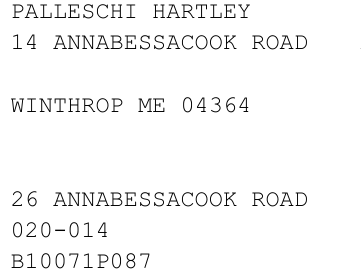 PALLESCHI HARTLEY
14 ANNABESSACOOK ROAD
WINTHROP ME 04364
26 ANNABESSACOOK ROAD
020-014
B10071P087